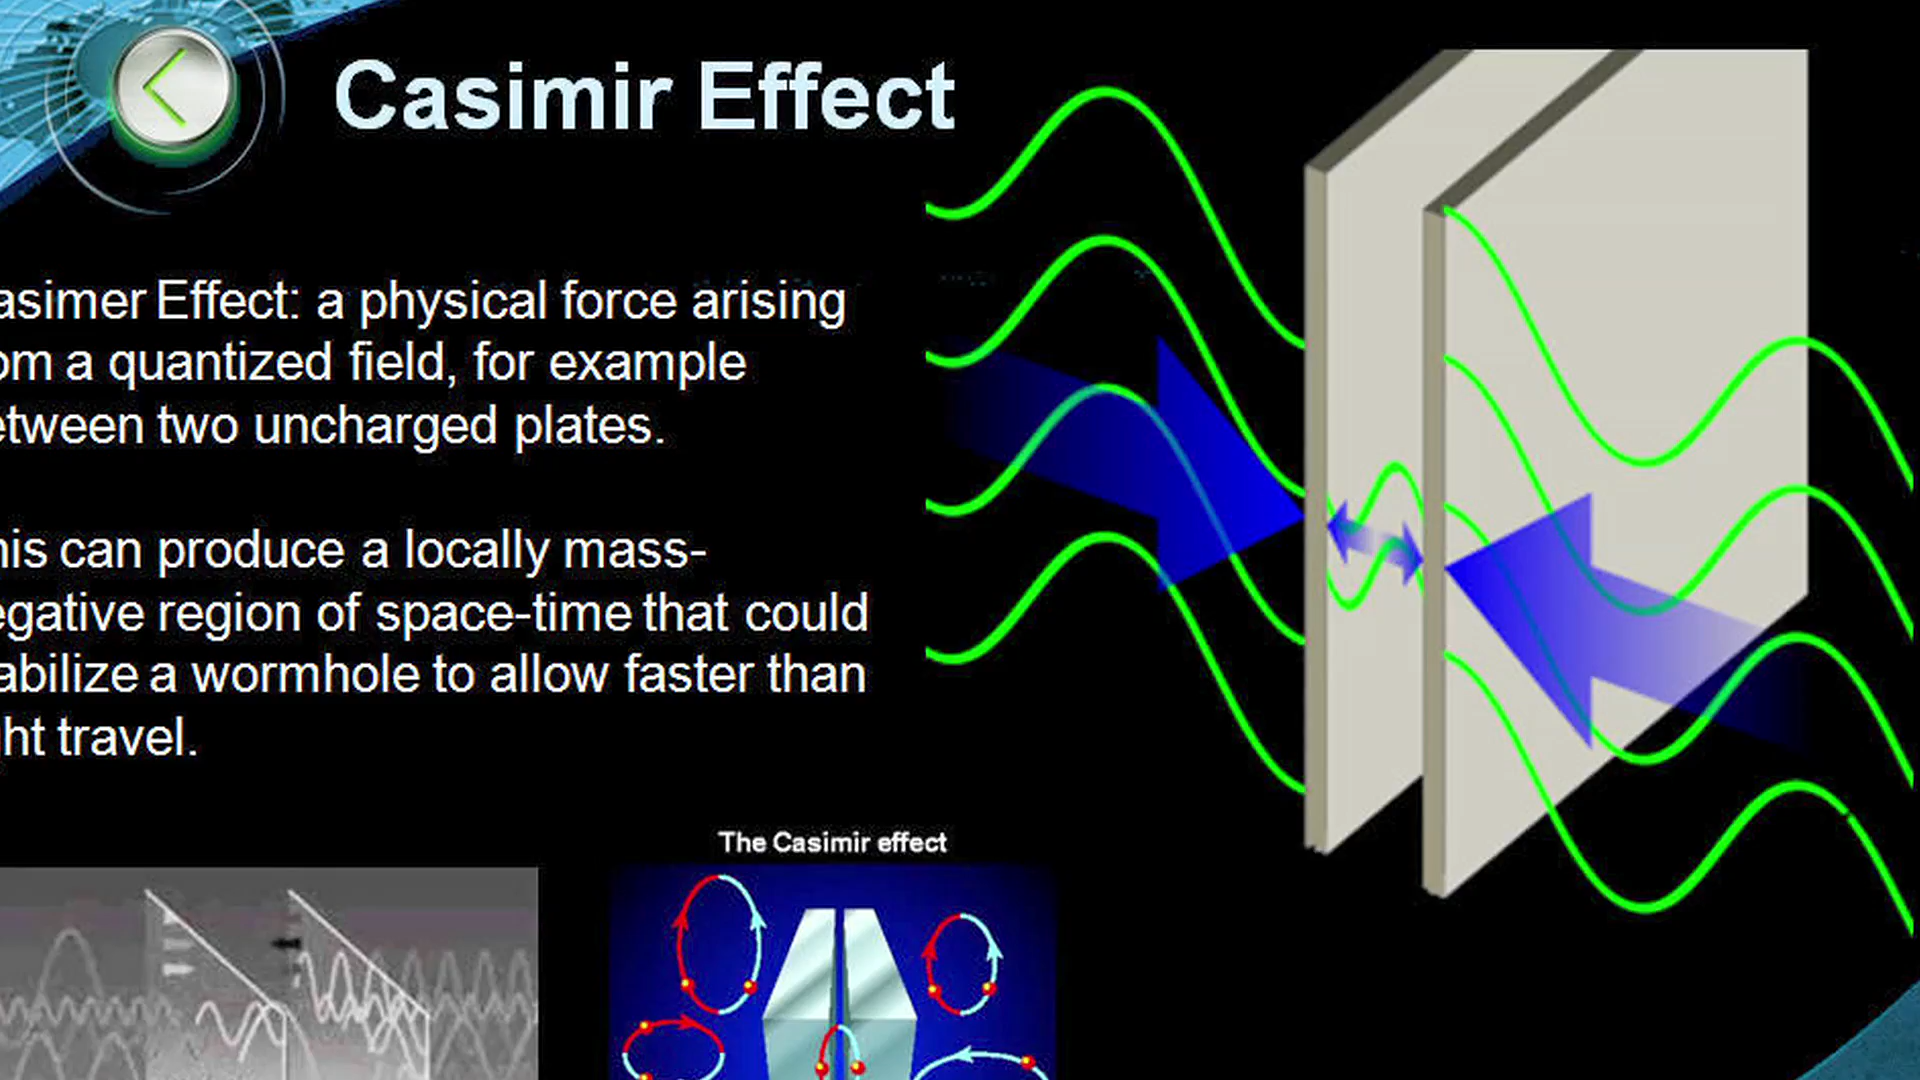 Casimir Effect
asimer Effect: a physical force arising
om a quantized field, for example
etween two uncharged plates.
his can produce a locally mass-
egative region of space-time that could
abilize a wormhole to allow faster than
ght travel.
The Casimir effect